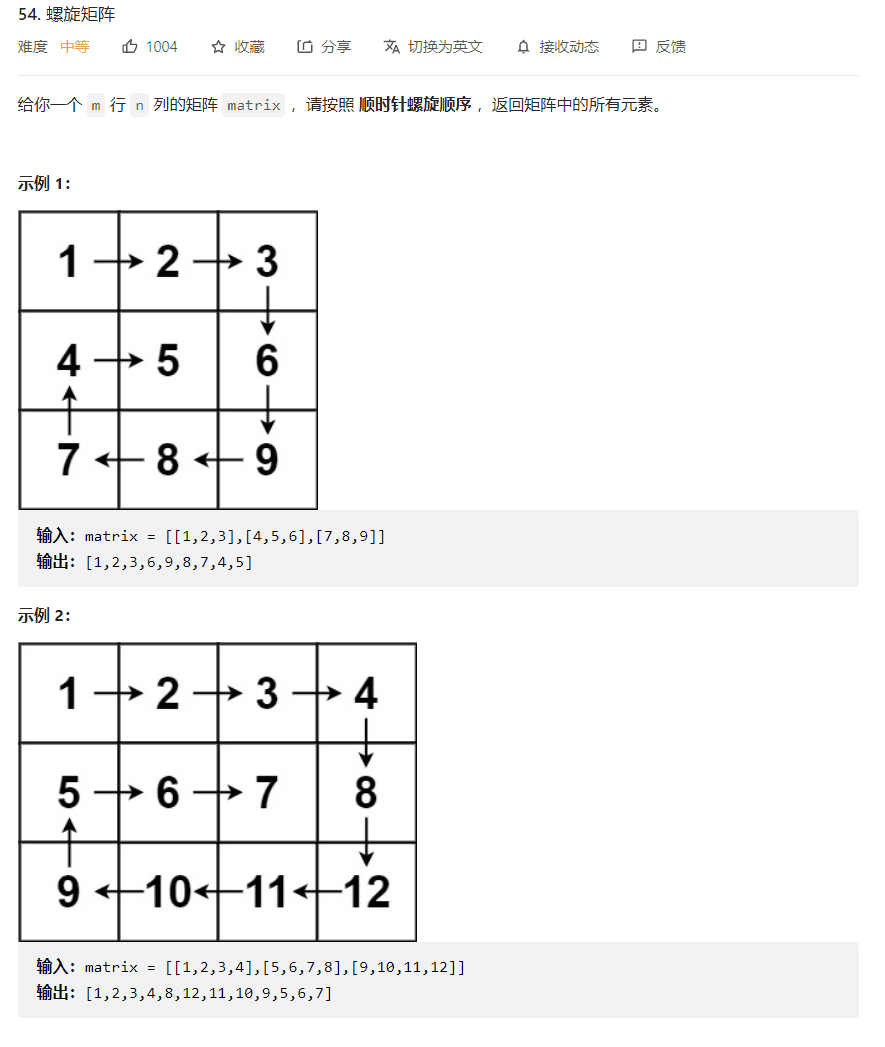 54. 螺旋矩阵
难度 中等 1004 收藏 分享 切换为英文 接收动态 反馈
给你一个 m 行 n 列的矩阵 matrix ，请按照 顺时针螺旋顺序 ，返回矩阵中的所有元素。
示例 1：
1 2 3
4 5 6
7 8 9
输入：matrix = [[1,2,3],[4,5,6],[7,8,9]]
输出：[1,2,3,6,9,8,7,4,5]
示例 2：
1 2 3 4
5 6 7 8
9 10 11 12
输入：matrix = [[1,2,3,4],[5,6,7,8],[9,10,11,12]]
输出：[1,2,3,4,8,12,11,10,9,5,6,7]